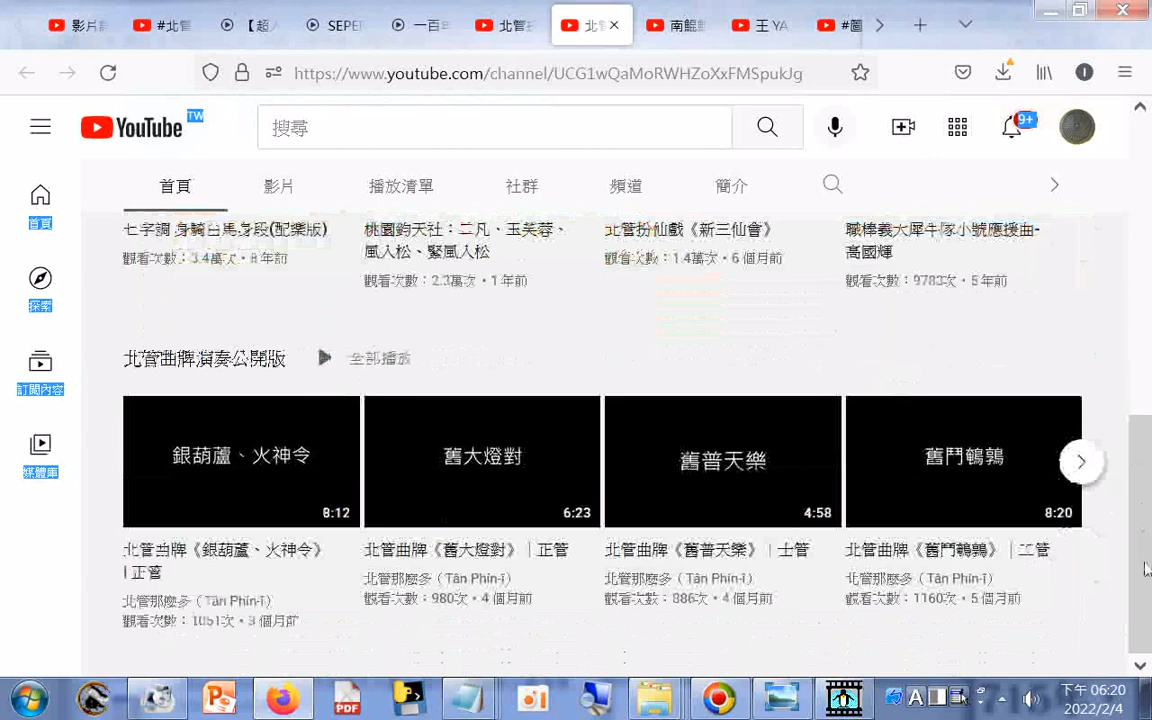 影片
#北管
【超
SEPE
一百
北管
北管
南館
王 YA
#
https://www.youtube.com/channel/UCG1wQaMoRWHZoXxFMSpukJg
YouTube TW
搜尋
9+
首頁
影片
播放清單
社群
頻道
簡介
首頁
探索
訂閱內容
媒體庫
七字調 身騎白馬身段(配樂版)
觀看次數：3.4萬次・8 年前
桃園鈞天社：二凡、玉芙蓉、
風入松、緊風入松
觀看次數：2.3萬次・1 年前
北管扮仙戲《新三仙會》
觀看次數：1.4萬次・6 個月前
職棒義大犀牛隊小號應援曲-
高國輝
觀看次數：9783次・5 年前
北管曲牌演奏公開版
全部播放
銀葫蘆、火神令
8:12
舊大燈對
6:23
舊普天樂
4:58
舊鬥鵪鶉
8:20
北管曲牌《銀葫蘆、火神令》
| 正管
北管那麼多（Tân Phín-î）
觀看次數：1051次・3 個月前
北管曲牌《舊大燈對》｜正管
北管那麼多（Tân Phín-î）
觀看次數：980次・4 個月前
北管曲牌《舊普天樂》｜士管
北管那麼多（Tân Phín-î）
觀看次數：886次・4 個月前
北管曲牌《舊鬥鵪鶉》｜工管
北管那麼多（Tân Phín-î）
觀看次數：1160次・5 個月前
PDF
A
下午 06:20
2022/2/4